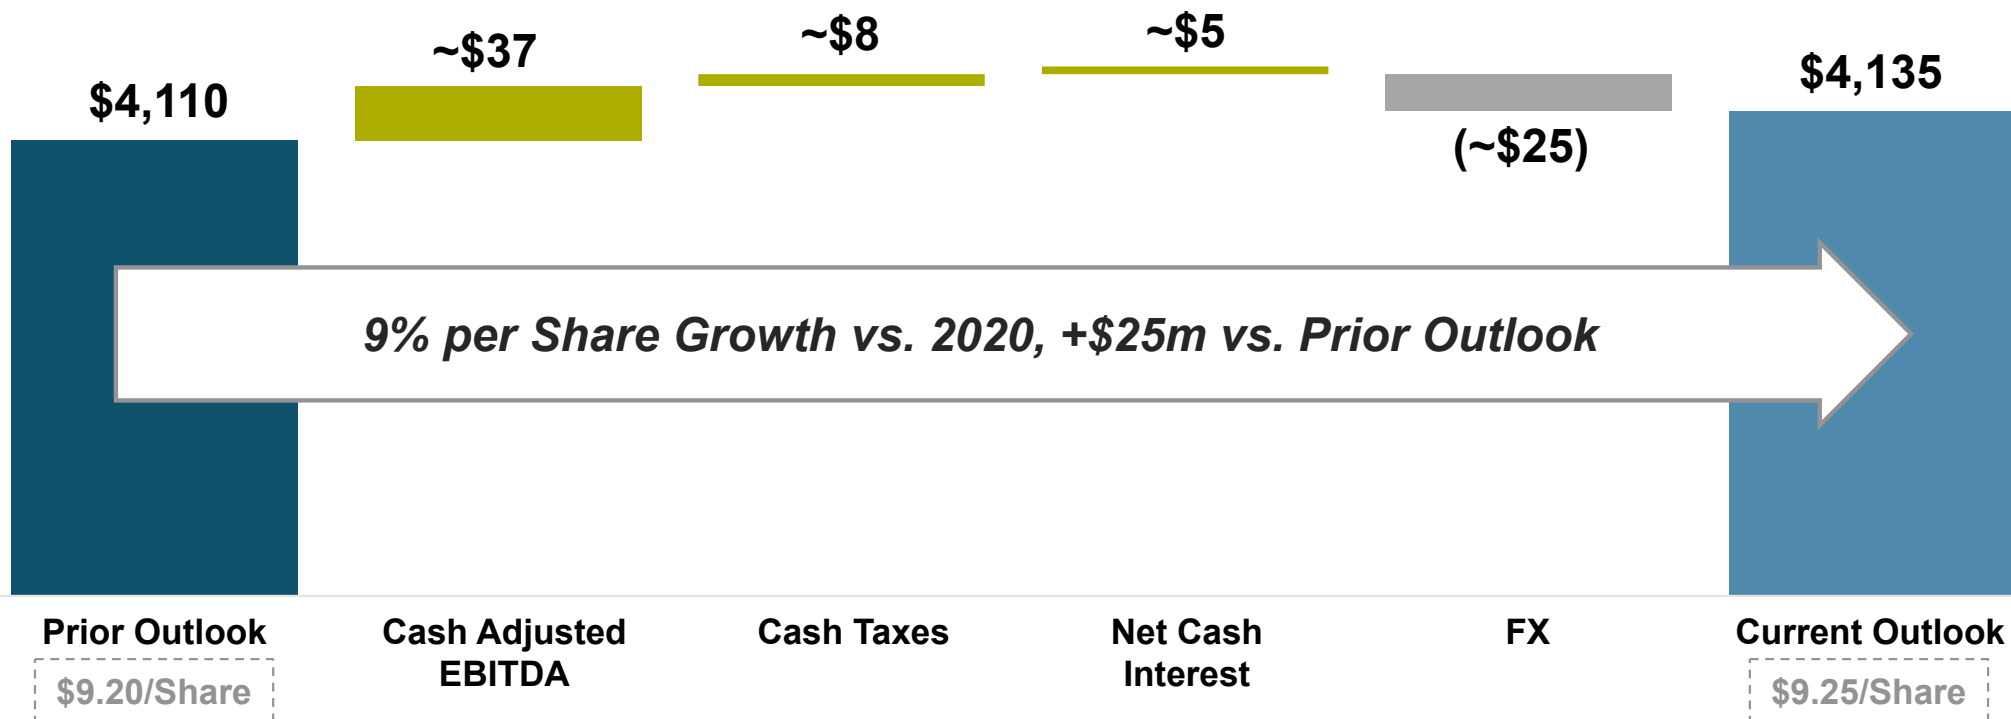 ~$37
~$8
~$5
$4,110
$4,135
(~$25)
9% per Share Growth vs. 2020, +$25m vs. Prior Outlook
Prior Outlook
Cash Adjusted
EBITDA
Cash Taxes
Net Cash
Interest
FX
Current Outlook
$9.20/Share
$9.25/Share